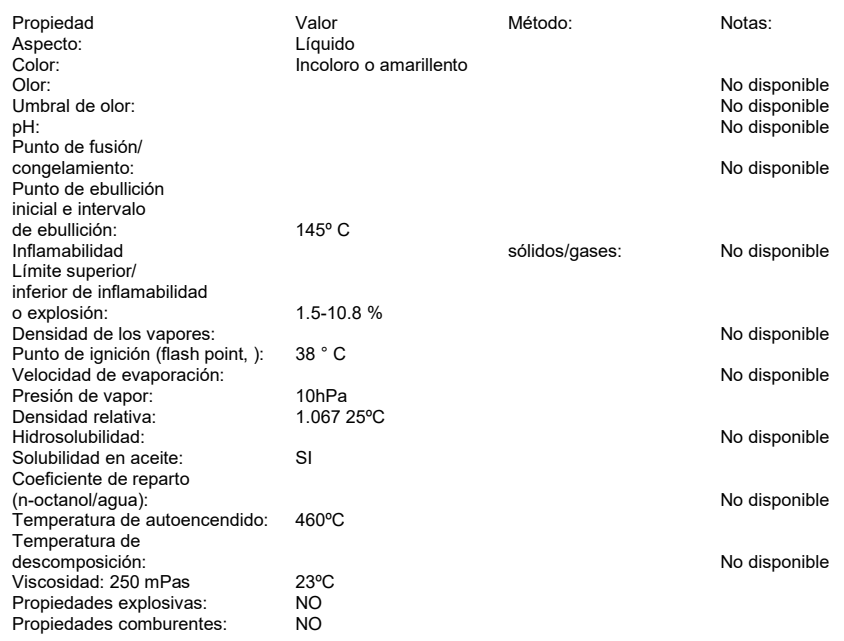 Propiedad Valor Método: Notas:
Aspecto: Líquido
Color: Incoloro o amarillento
Olor: No disponible
Umbral de olor: No disponible
pH: No disponible
Punto de fusión/
congelamiento: No disponible
Punto de ebullición
inicial e intervalo
de ebullición: 145º C
Inflamabilidad sólidos/gases: No disponible
Límite superior/
inferior de inflamabilidad
o explosión: 1.5-10.8 %
Densidad de los vapores: No disponible
Punto de ignición (flash point, ): 38 ° C
Velocidad de evaporación: No disponible
Presión de vapor: 10hPa
Densidad relativa: 1.067 25ºC
Hidrosolubilidad: No disponible
Solubilidad en aceite: SI
Coeficiente de reparto
(n-octanol/agua): No disponible
Temperatura de autoencendido: 460ºC
Temperatura de
descomposición: No disponible
Viscosidad: 250 mPas 23ºC
Propiedades explosivas: NO
Propiedades comburentes: NO